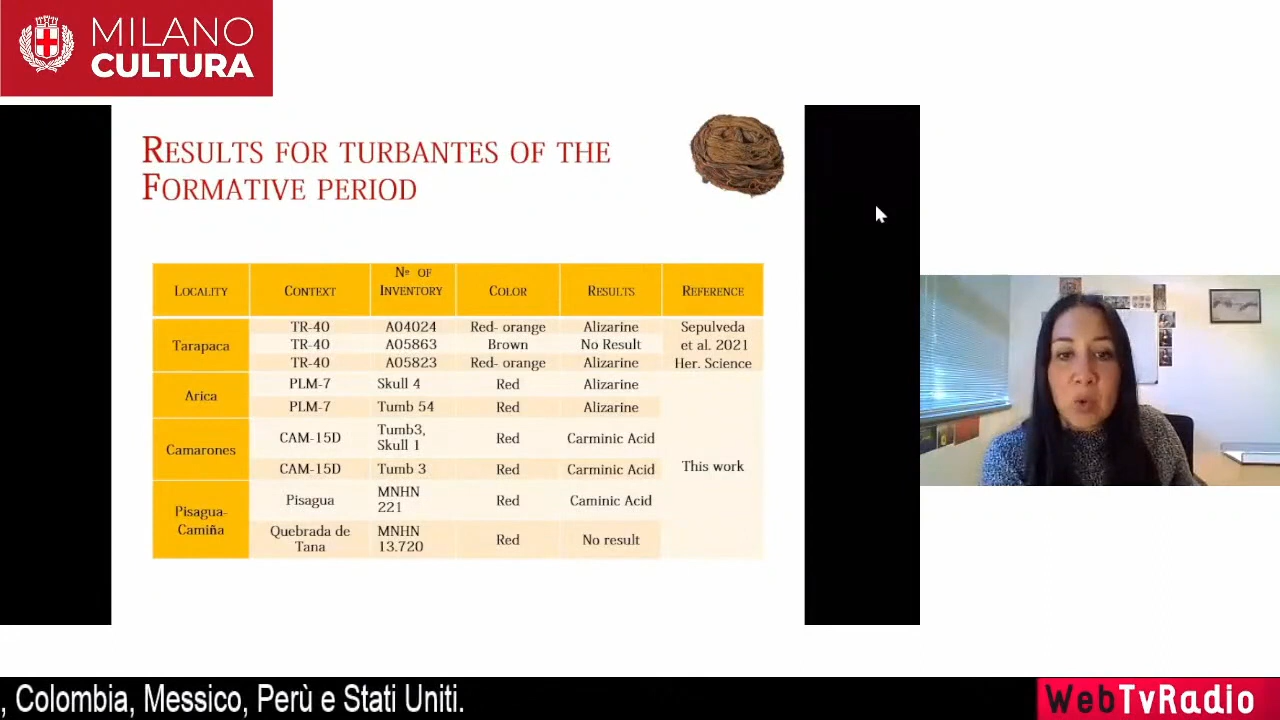 MILANO
CULTURA
RESULTS FOR TURBANTES OF THE
FORMATIVE PERIOD
LOCALITY CONTEXT Nº OF INVENTORY COLOR RESULTS REFERENCE
Tarapaca TR-40 A04024 Red- orange Alizarine Sepulveda
TR-40 A05863 Brown No Result et al. 2021
TR-40 A05823 Red- orange Alizarine Her. Science
Arica PLM-7 Skull 4 Red Alizarine
PLM-7 Tumb 54 Red Alizarine
Camarones CAM-15D Tumb3, Skull 1 Red Carminic Acid This work
CAM-15D Tumb 3 Red Carminic Acid
Pisagua-Camiña Pisagua MNHN 221 Red Caminic Acid
Quebrada de Tana MNHN 13.720 Red No result
, Colombia, Messico, Perù e Stati Uniti.
WebTvRadio